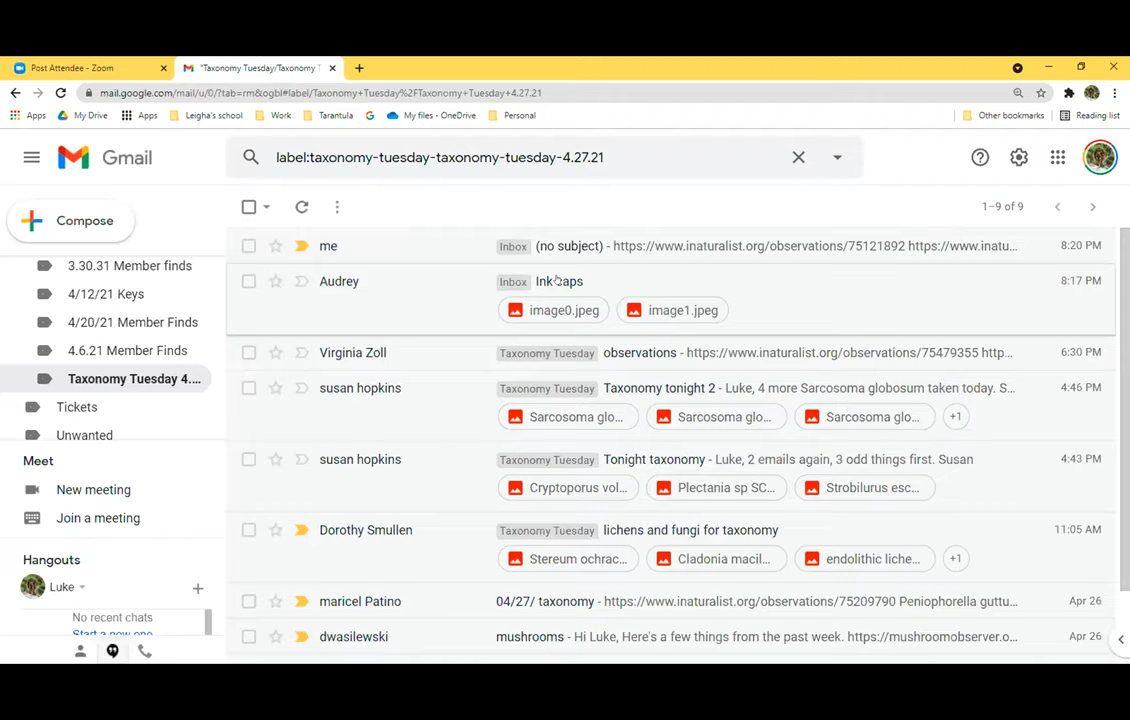 Post Attendee - Zoom
"Taxonomy Tuesday/Taxonomy T
mail.google.com/mail/u/0/?tab=rm&ogbl#label/Taxonomy+Tuesday%2FTaxonomy+Tuesday+4.27.21
Apps My Drive Apps Leigha's school Work Tarantula My files - OneDrive Personal Other bookmarks Reading list
Gmail label:taxonomy-tuesday-taxonomy-tuesday-4.27.21
Compose 1–9 of 9
3.30.31 Member finds
4/12/21 Keys
4/20/21 Member Finds
4.6.21 Member Finds
Taxonomy Tuesday 4....
Tickets
Unwanted
Meet
New meeting
Join a meeting
Hangouts
Luke
No recent chats
Start a new one
me Inbox (no subject) - https://www.inaturalist.org/observations/75121892 https://www.inatu... 8:20 PM
Audrey Inbox Ink caps 8:17 PM
image0.jpeg image1.jpeg
Virginia Zoll Taxonomy Tuesday observations - https://www.inaturalist.org/observations/75479355 http... 6:30 PM
susan hopkins Taxonomy Tuesday Taxonomy tonight 2 - Luke, 4 more Sarcosoma globosum taken today. S... 4:46 PM
Sarcosoma glo... Sarcosoma glo... Sarcosoma glo... +1
susan hopkins Taxonomy Tuesday Tonight taxonomy - Luke, 2 emails again, 3 odd things first. Susan 4:43 PM
Cryptoporus vol... Plectania sp SC... Strobilurus esc...
Dorothy Smullen Taxonomy Tuesday lichens and fungi for taxonomy 11:05 AM
Stereum ochrac... Cladonia macil... endolithic liche... +1
maricel Patino 04/27/ taxonomy - https://www.inaturalist.org/observations/75209790 Peniophorella guttu... Apr 26
dwasilewski mushrooms - Hi Luke, Here's a few things from the past week. https://mushroomobserver.o... Apr 26